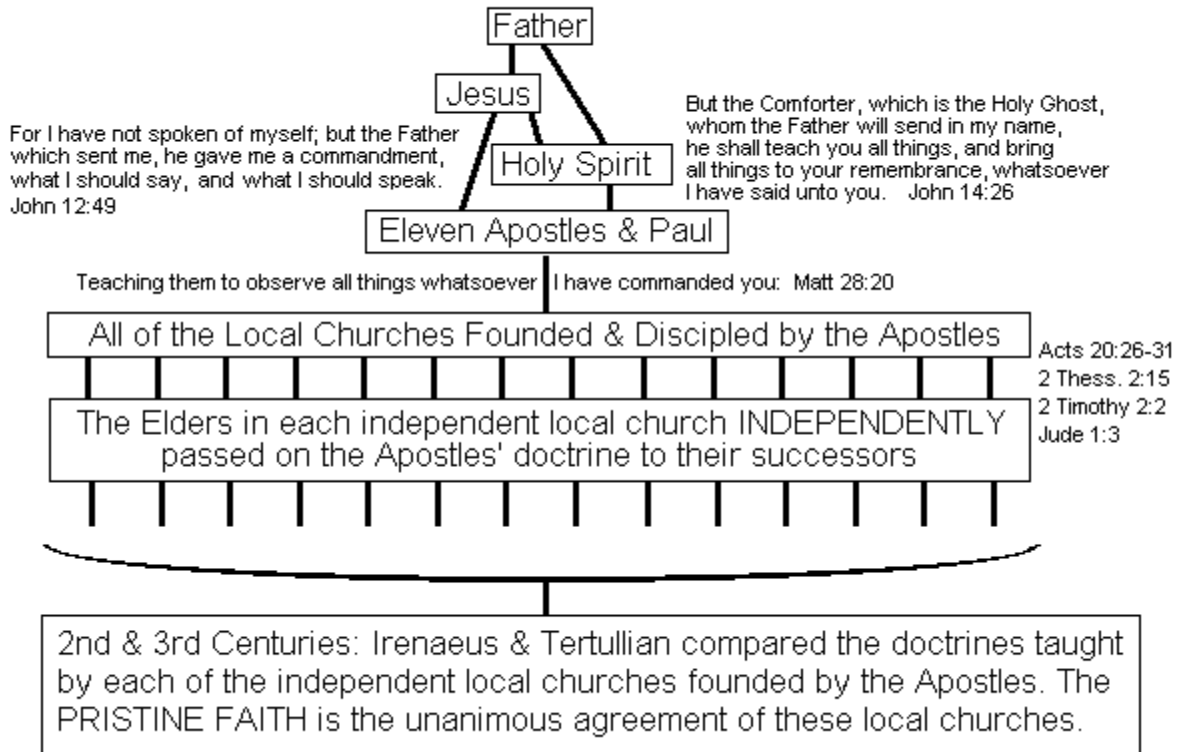 Father
Jesus
For I have not spoken of myself; but the Father
which sent me, he gave me a commandment,
what I should say, and what I should speak.
John 12:49
But the Comforter, which is the Holy Ghost,
whom the Father will send in my name,
he shall teach you all things, and bring
all things to your remembrance, whatsoever
I have said unto you. John 14:26
Holy Spirit
Eleven Apostles & Paul
Teaching them to observe all things whatsoever I have commanded you: Matt 28:20
All of the Local Churches Founded & Discipled by the Apostles
Acts 20:26-31
2 Thess. 2:15
2 Timothy 2:2
Jude 1:3
The Elders in each independent local church INDEPENDENTLY
passed on the Apostles' doctrine to their successors
2nd & 3rd Centuries: Irenaeus & Tertullian compared the doctrines taught
by each of the independent local churches founded by the Apostles. The
PRISTINE FAITH is the unanimous agreement of these local churches.